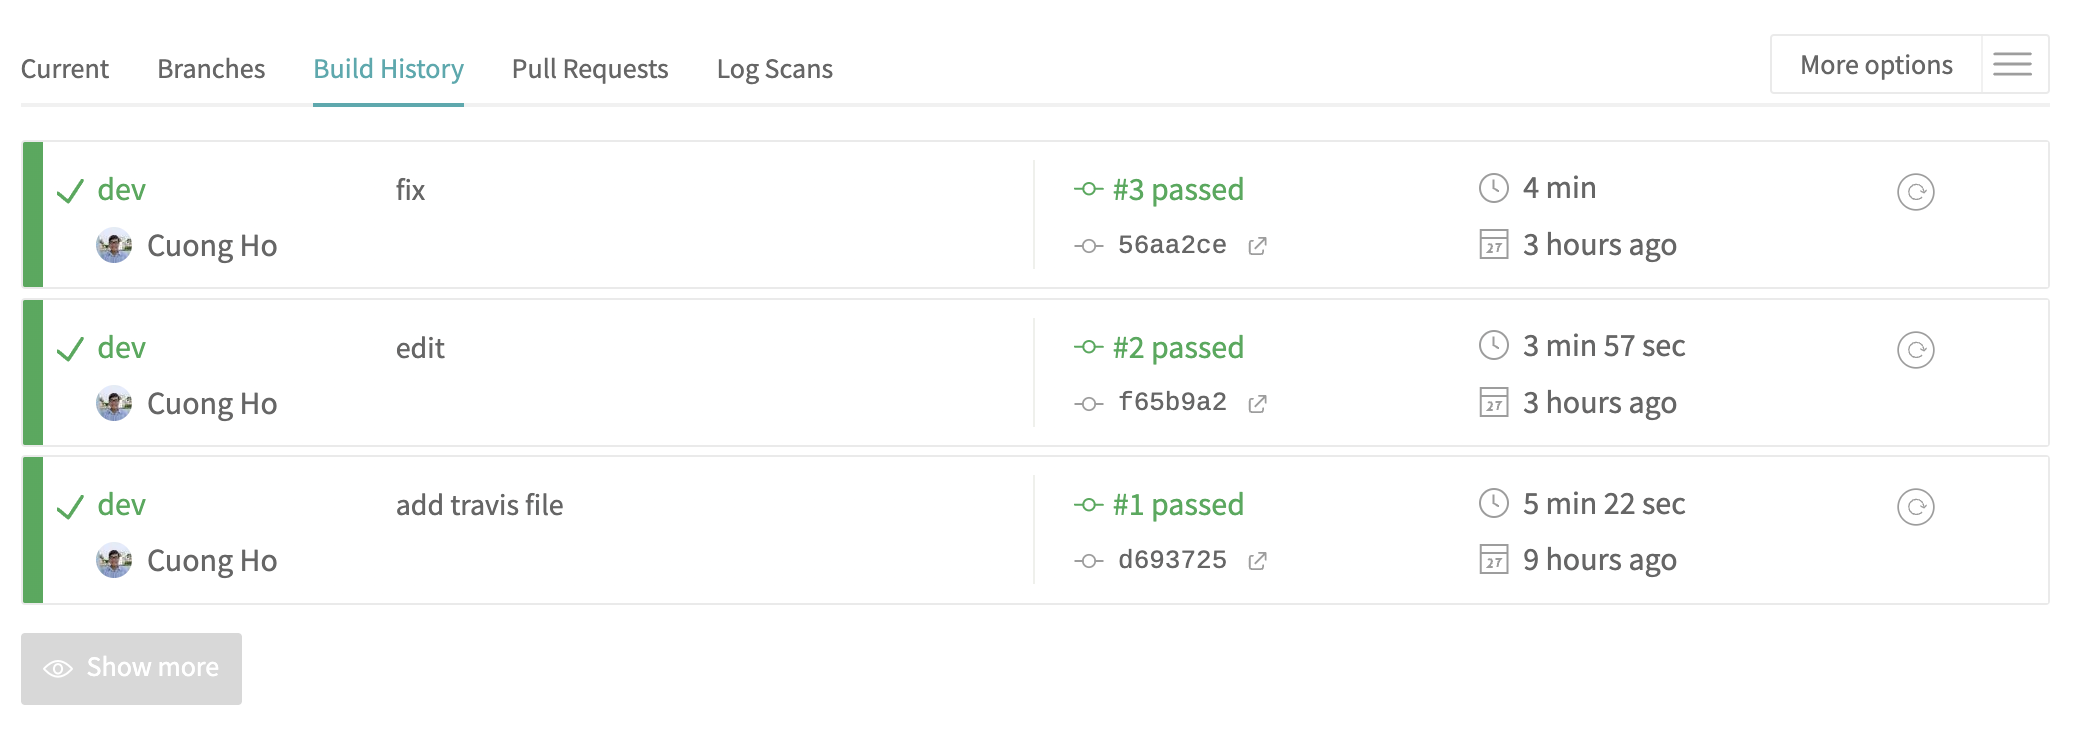 Current Branches Build History Pull Requests Log Scans More options
dev fix #3 passed 4 min
Cuong Ho 56aa2ce 27 3 hours ago
dev edit #2 passed 3 min 57 sec
Cuong Ho f65b9a2 27 3 hours ago
dev add travis file #1 passed 5 min 22 sec
Cuong Ho d693725 27 9 hours ago
Show more